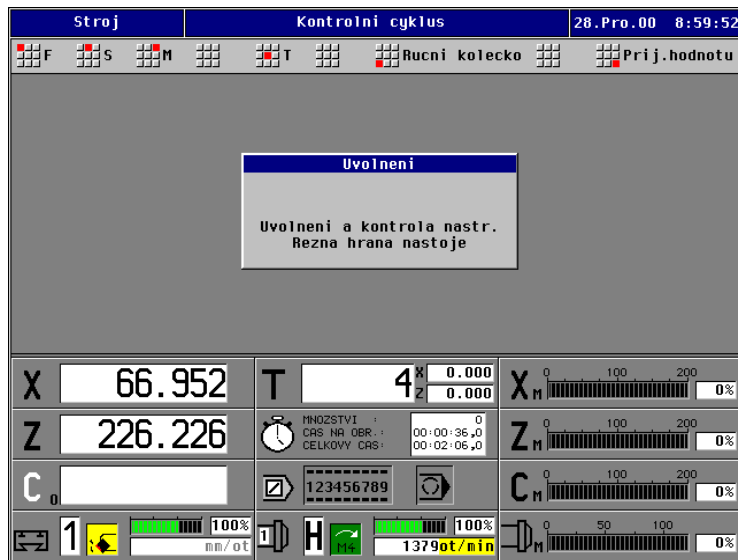 Stroj Kontrolni cyklus 28.Pro.00 8:59:52
F S M T Rucni kolecko Prij.hodnotu
Uvolneni
Uvolneni a kontrola nastr.
Rezna hrana nastoje
X 66.952 T 4 X 0.000 Z 0.000 X M 0 100 200 0%
Z 226.226 MNOZSTVI : 0 Z M 0 100 200 0%
CAS NA OBR.: 00:00:36,0
CELKOVY CAS: 00:02:06,0
C 0 123456789 C M 0 100 200 0%
1 100% 1 H 100% M 0 50 100 0%
mm/ot M4 1379ot/min